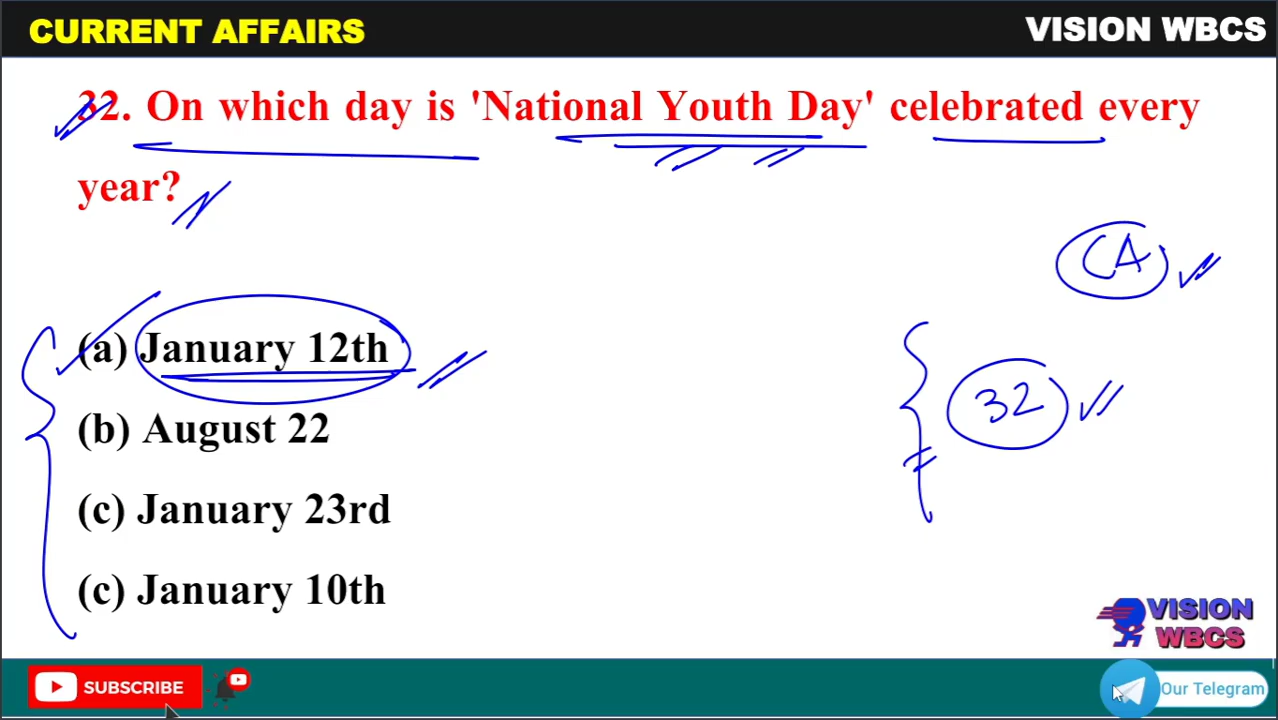 CURRENT AFFAIRS
VISION WBCS
32. On which day is 'National Youth Day' celebrated every
year?
(A)
(a) January 12th
32
(b) August 22
(c) January 23rd
(c) January 10th
VISION
WBCS
SUBSCRIBE
Our Telegram